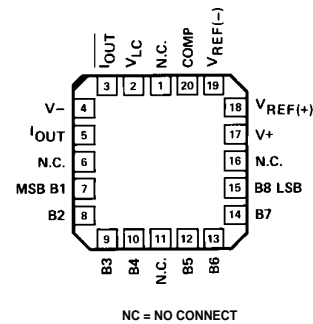 I̅O̅U̅T̅
VLC
N.C.
COMP
VREF(–)
3
2
1
20
19
V–
4
18
VREF(+)
IOUT
5
17
V+
N.C.
6
16
N.C.
MSB B1
7
15
B8 LSB
B2
8
14
B7
9
10
11
12
13
B3
B4
N.C.
B5
B6
NC = NO CONNECT